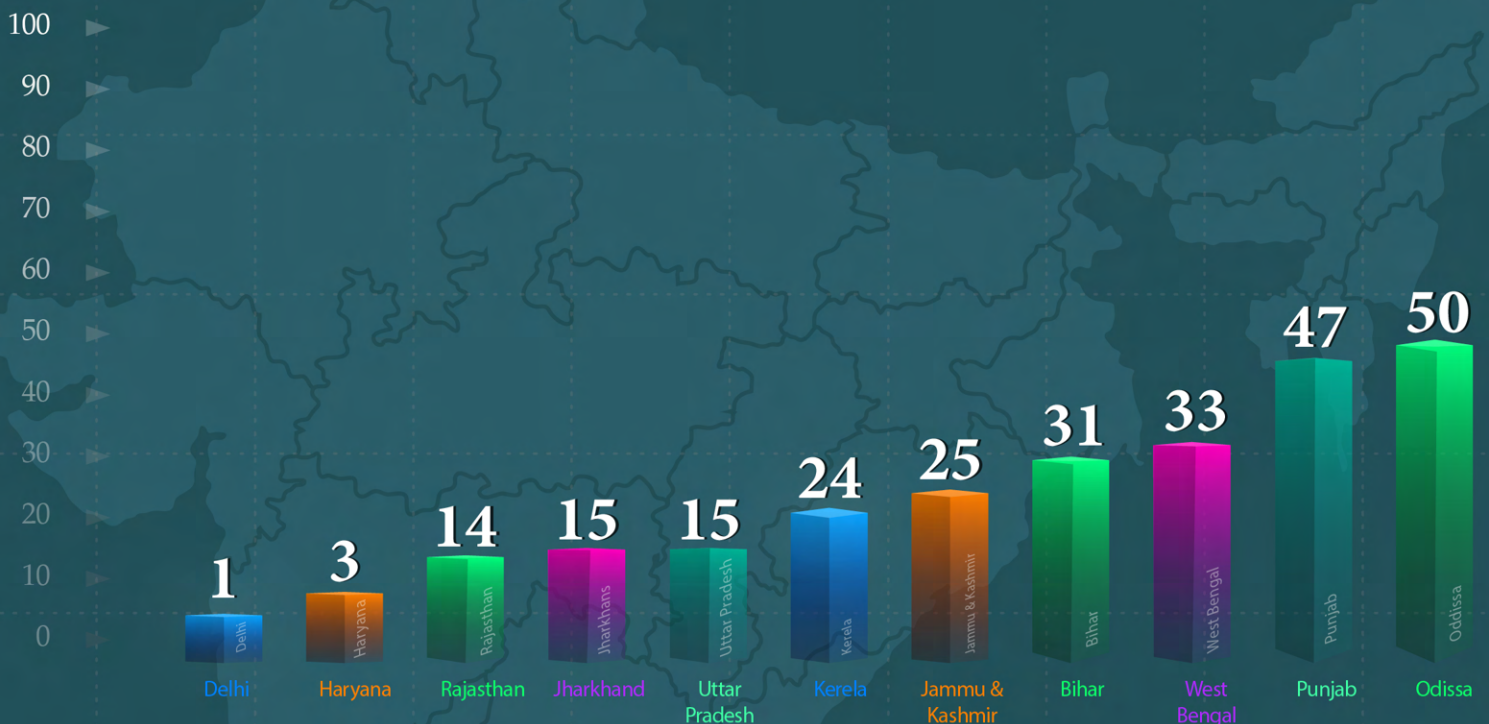 100
90
80
70
60
50
40
30
20
10
0
1
3
14
15
15
24
25
31
33
47
50
Delhi
Haryana
Rajasthan
Jharkhans
Uttar Pradesh
Kerela
Jammu & Kashmir
Bihar
West Bengal
Punjab
Oddissa
Delhi
Haryana
Rajasthan
Jharkhand
Uttar
Pradesh
Kerela
Jammu &
Kashmir
Bihar
West
Bengal
Punjab
Odissa